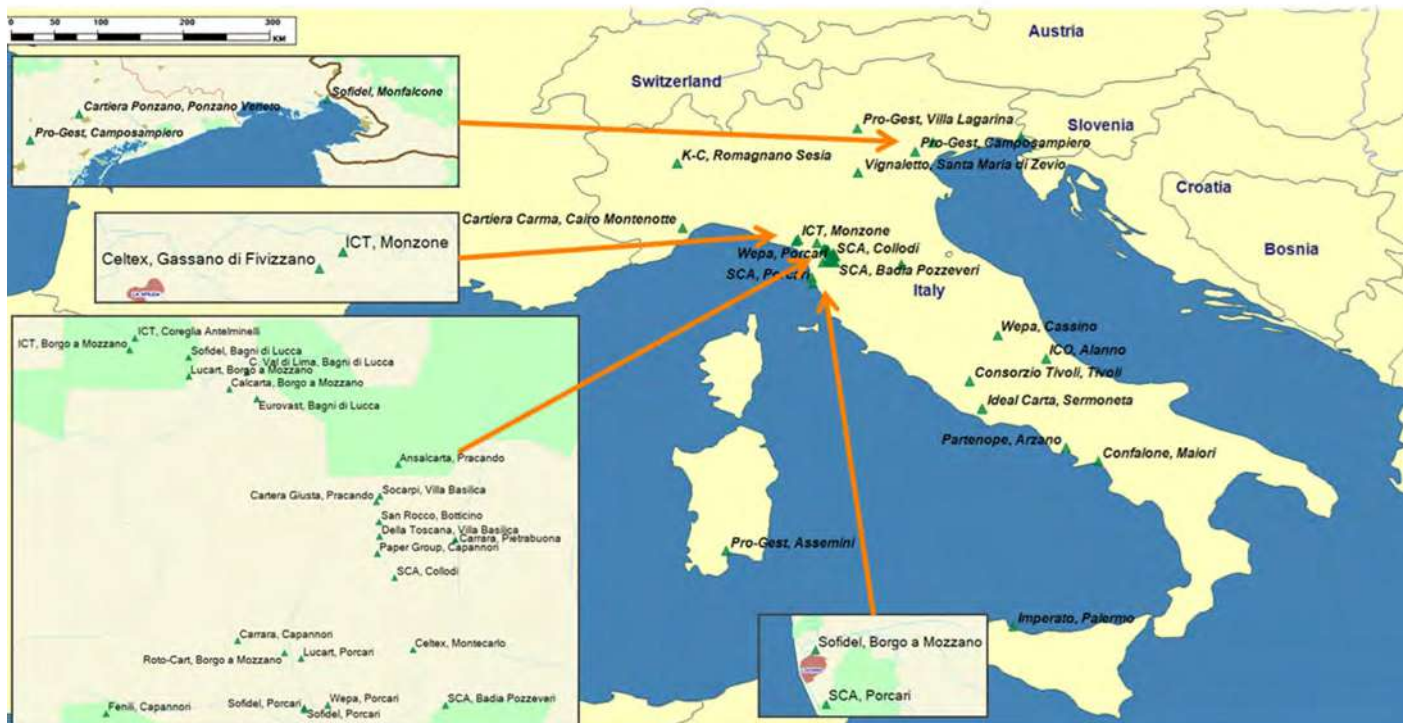 0 50 100 200 300
KM
Austria
Switzerland
Slovenia
Croatia
Bosnia
Italy
Cartiera Ponzano, Ponzano Veneto
Sofidel, Monfalcone
Pro-Gest, Camposampiero
Pro-Gest, Villa Lagarina
Pro-Gest, Camposampiero
K-C, Romagnano Sesia
Vignaletto, Santa Maria di Zevio
Cartiera Carma, Cairo Montenotte
ICT, Monzone
Wepa, Porcari
SCA, Collodi
SCA, Porcari
SCA, Badia Pozzeveri
ICT, Monzone
Celtex, Gassano di Fivizzano
Wepa, Cassino
ICO, Alanno
Consorzio Tivoli, Tivoli
Ideal Carta, Sermoneta
Partenope, Arzano
Confalone, Maiori
Pro-Gest, Assemini
Imperato, Palermo
ICT, Coreglia Antelminelli
ICT, Borgo a Mozzano
Sofidel, Bagni di Lucca
C. Val di Lima, Bagni di Lucca
Lucart, Borgo a Mozzano
Calcarta, Borgo a Mozzano
Eurovast, Bagni di Lucca
Ansalcarta, Pracando
Socarpi, Villa Basilica
Cartera Giusta, Pracando
San Rocco, Botticino
Della Toscana, Villa Basilica
Carrara, Pietrabuona
Paper Group, Capannori
SCA, Collodi
Carrara, Capannori
Roto-Cart, Borgo a Mozzano
Lucart, Porcari
Celtex, Montecarlo
Fenili, Capannori
Sofidel, Porcari
Wepa, Porcari
Sofidel, Porcari
SCA, Badia Pozzeveri
Sofidel, Borgo a Mozzano
SCA, Porcari